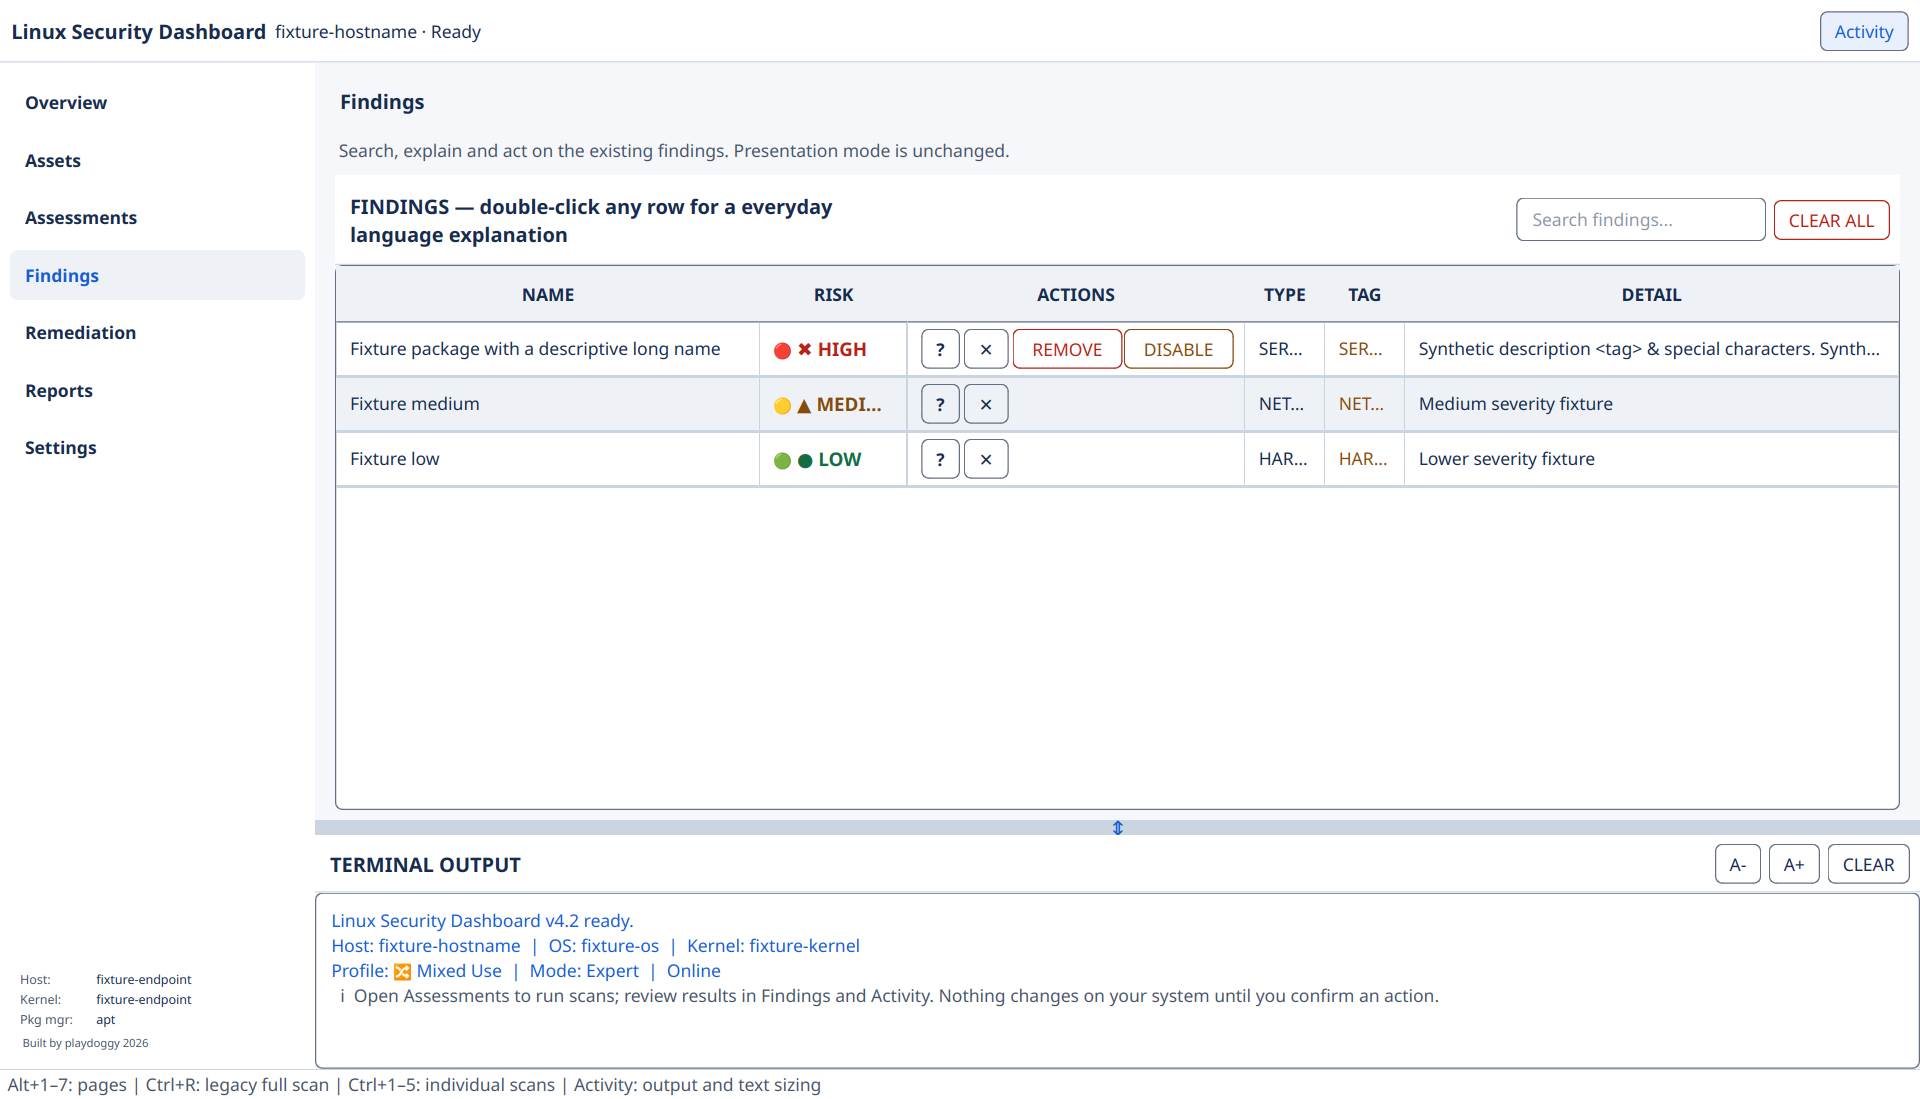 Linux Security Dashboard fixture-hostname · Ready
Activity
Overview
Assets
Assessments
Findings
Remediation
Reports
Settings
Host: fixture-endpoint
Kernel: fixture-endpoint
Pkg mgr: apt
Built by playdoggy 2026
Findings
Search, explain and act on the existing findings. Presentation mode is unchanged.
FINDINGS — double-click any row for a everyday
language explanation
Search findings...
CLEAR ALL
NAME RISK ACTIONS TYPE TAG DETAIL
Fixture package with a descriptive long name 🔴 ✖ HIGH ? × REMOVE DISABLE SER... SER... Synthetic description <tag> & special characters. Synth...
Fixture medium 🟡 ▲ MEDI... ? × NET... NET... Medium severity fixture
Fixture low 🟢 ● LOW ? × HAR... HAR... Lower severity fixture
⇕
TERMINAL OUTPUT
A- A+ CLEAR
Linux Security Dashboard v4.2 ready.
Host: fixture-hostname | OS: fixture-os | Kernel: fixture-kernel
Profile: 🔀 Mixed Use | Mode: Expert | Online
i Open Assessments to run scans; review results in Findings and Activity. Nothing changes on your system until you confirm an action.
Alt+1–7: pages | Ctrl+R: legacy full scan | Ctrl+1–5: individual scans | Activity: output and text sizing